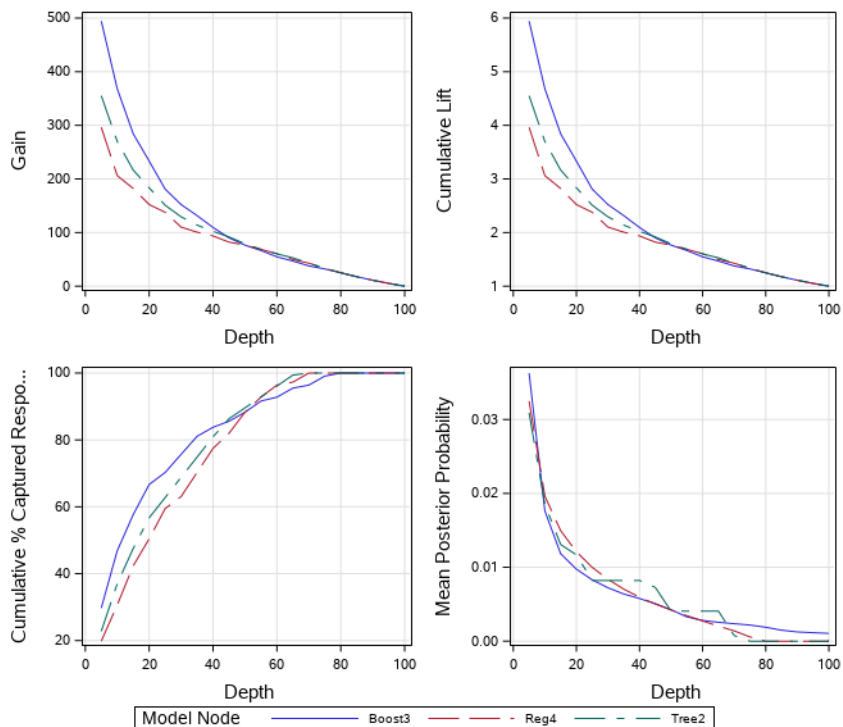 500
400
300
200
100
0
Gain
0 20 40 60 80 100
Depth
6
5
4
3
2
1
Cumulative Lift
0 20 40 60 80 100
Depth
100
80
60
40
20
Cumulative % Captured Respo...
0 20 40 60 80 100
Depth
0.03
0.02
0.01
0.00
Mean Posterior Probability
0 20 40 60 80 100
Depth
Model Node Boost3 Reg4 Tree2